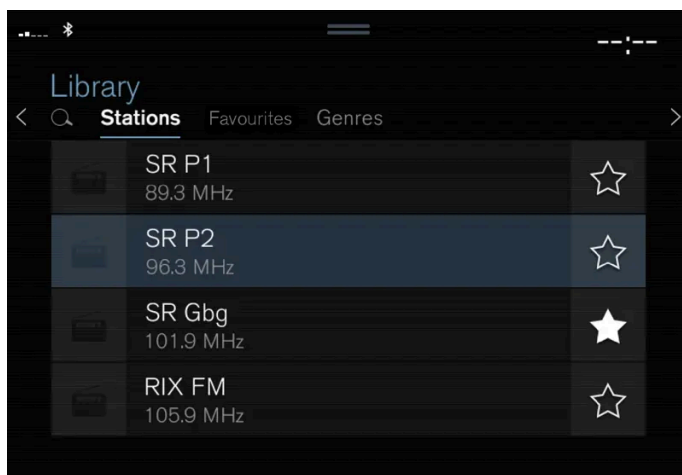 --:--
Library
Stations Favourites Genres
SR P1
89.3 MHz
SR P2
96.3 MHz
SR Gbg
101.9 MHz
RIX FM
105.9 MHz